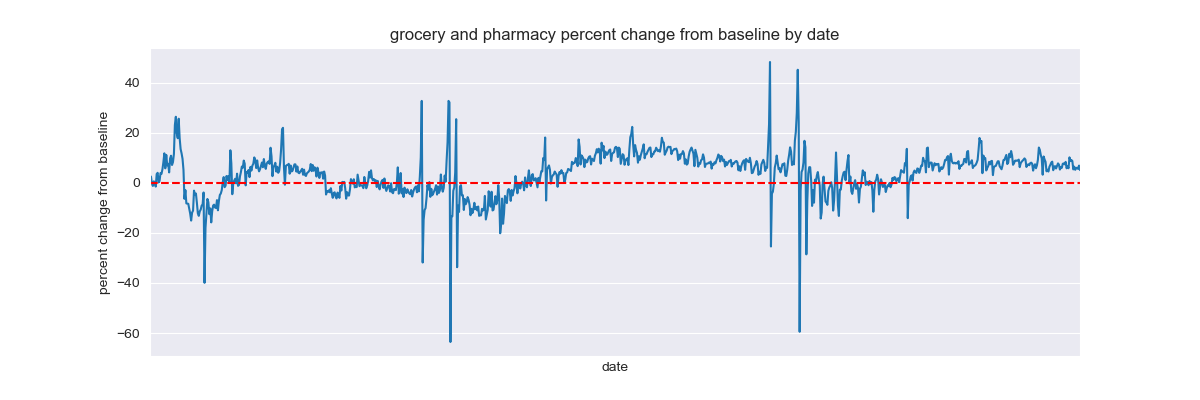 grocery and pharmacy percent change from baseline by date
percent change from baseline
40
20
0
−20
−40
−60
date